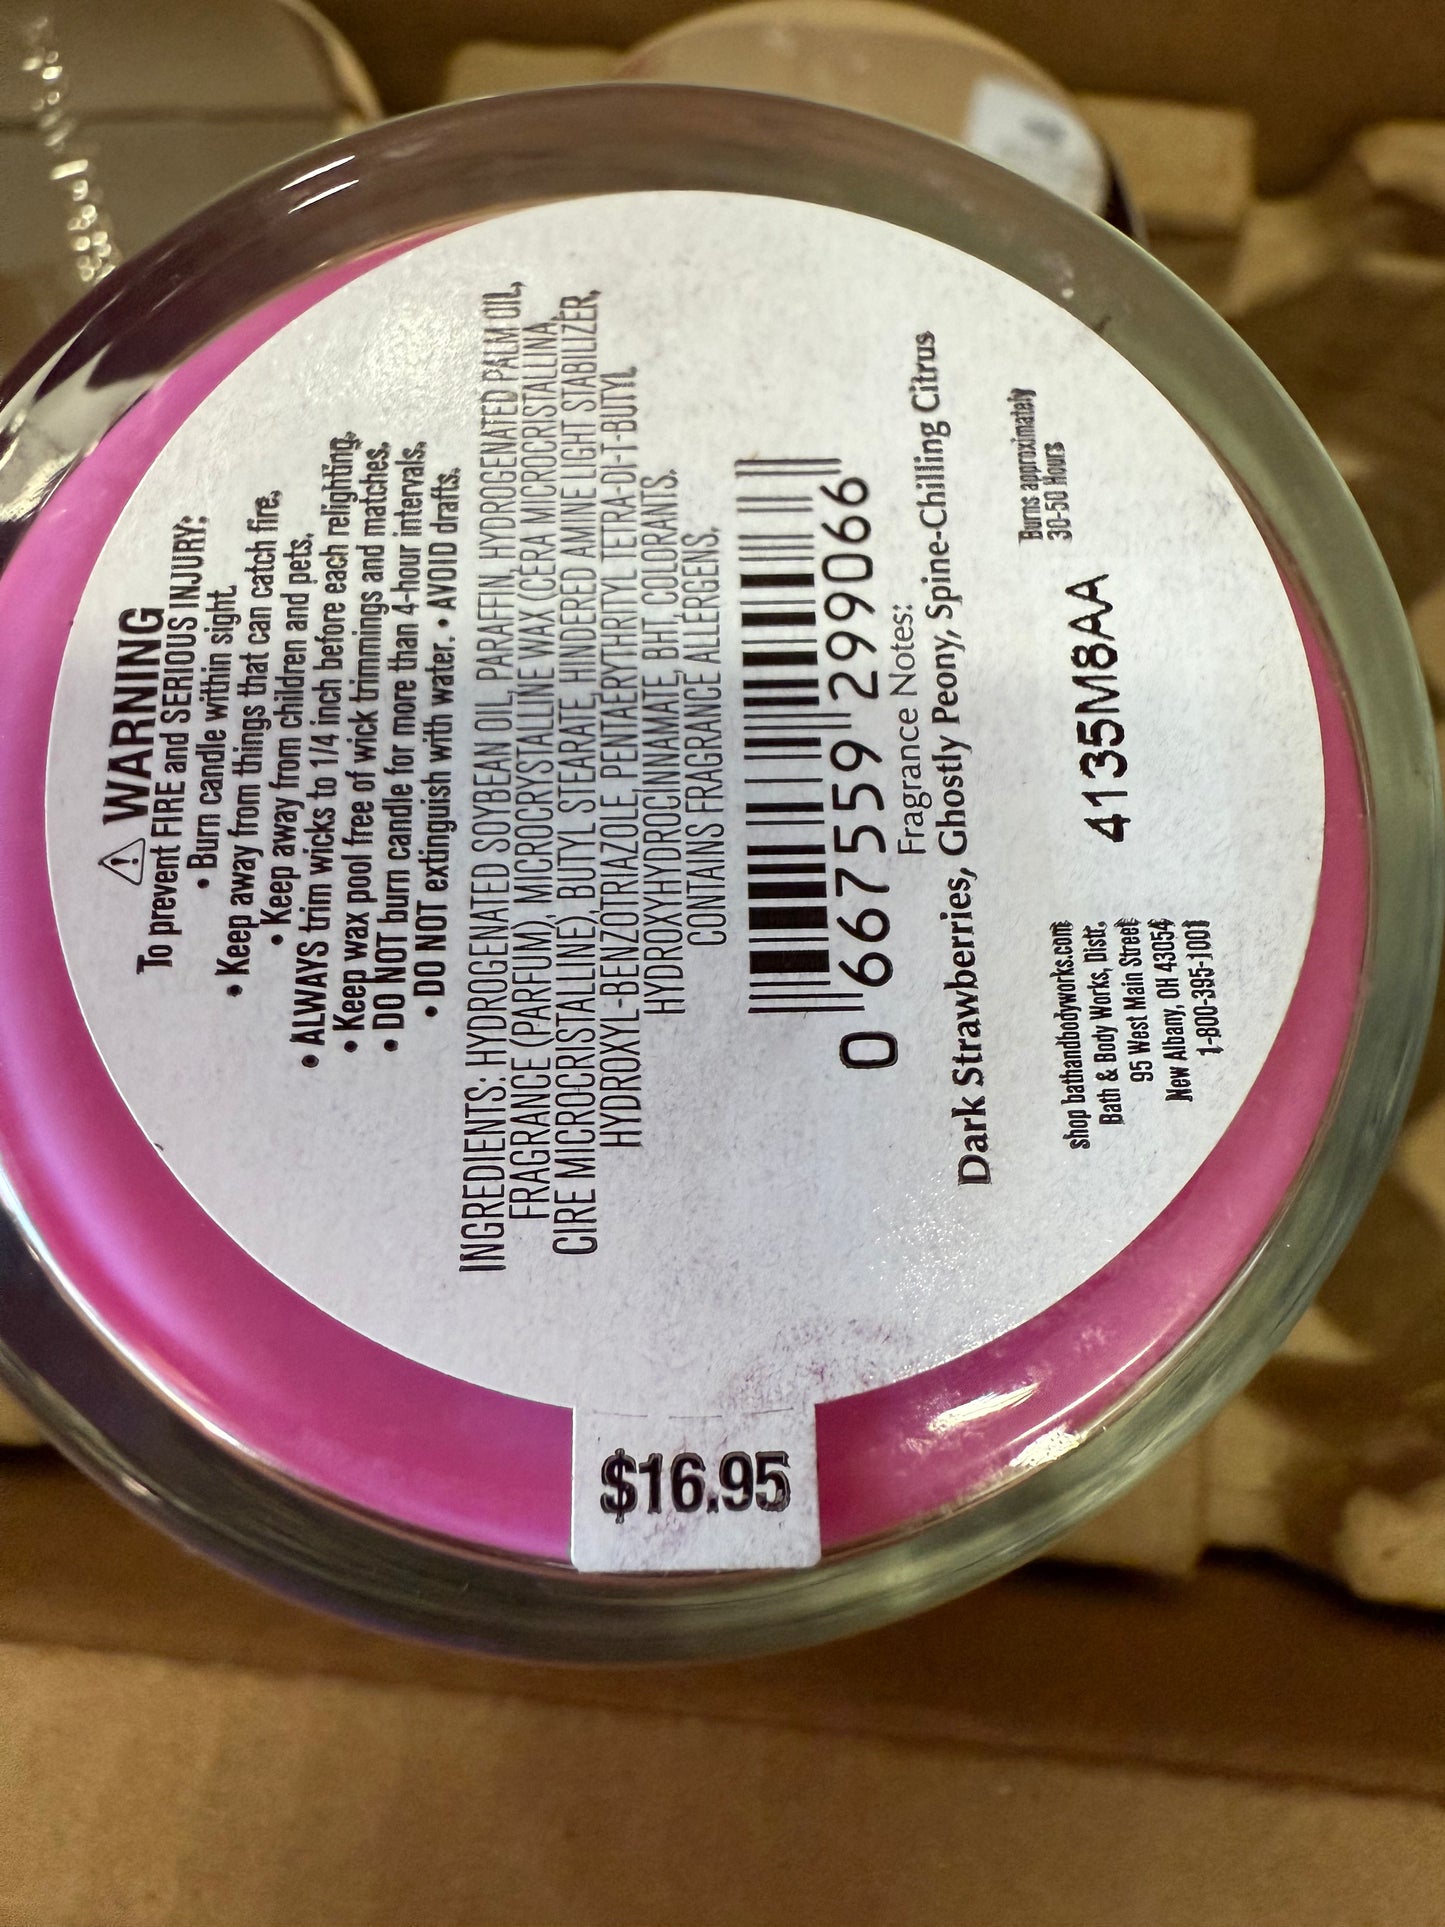 WARNING
To prevent FIRE and SERIOUS INJURY:
• Burn candle within sight.
• Keep away from things that can catch fire.
• Keep away from children and pets.
• ALWAYS trim wicks to 1/4 inch before each relighting.
• Keep wax pool free of wick trimmings and matches.
• DO NOT burn candle for more than 4-hour intervals.
• DO NOT extinguish with water. • AVOID drafts.
INGREDIENTS: HYDROGENATED SOYBEAN OIL, PARAFFIN, HYDROGENATED PALM OIL,
FRAGRANCE (PARFUM), MICROCRYSTALLINE WAX (CERA MICROCRISTALLINA,
CIRE MICROCRISTALLINE), BUTYL STEARATE, HINDERED AMINE LIGHT STABILIZER,
HYDROXYL-BENZOTRIAZOLE, PENTAERYTHRITYL TETRA-DI-T-BUTYL
HYDROXYHYDROCINNAMATE, BHT, COLORANTS.
CONTAINS FRAGRANCE ALLERGENS.
0 667559 299066
Fragrance Notes:
Dark Strawberries, Ghostly Peony, Spine-Chilling Citrus
shop bathandbodyworks.com
Bath & Body Works, Distr.
95 West Main Street
New Albany, OH 43054
1-800-395-1001
4135M8AA
Burns approximately
30-50 Hours
$16.95